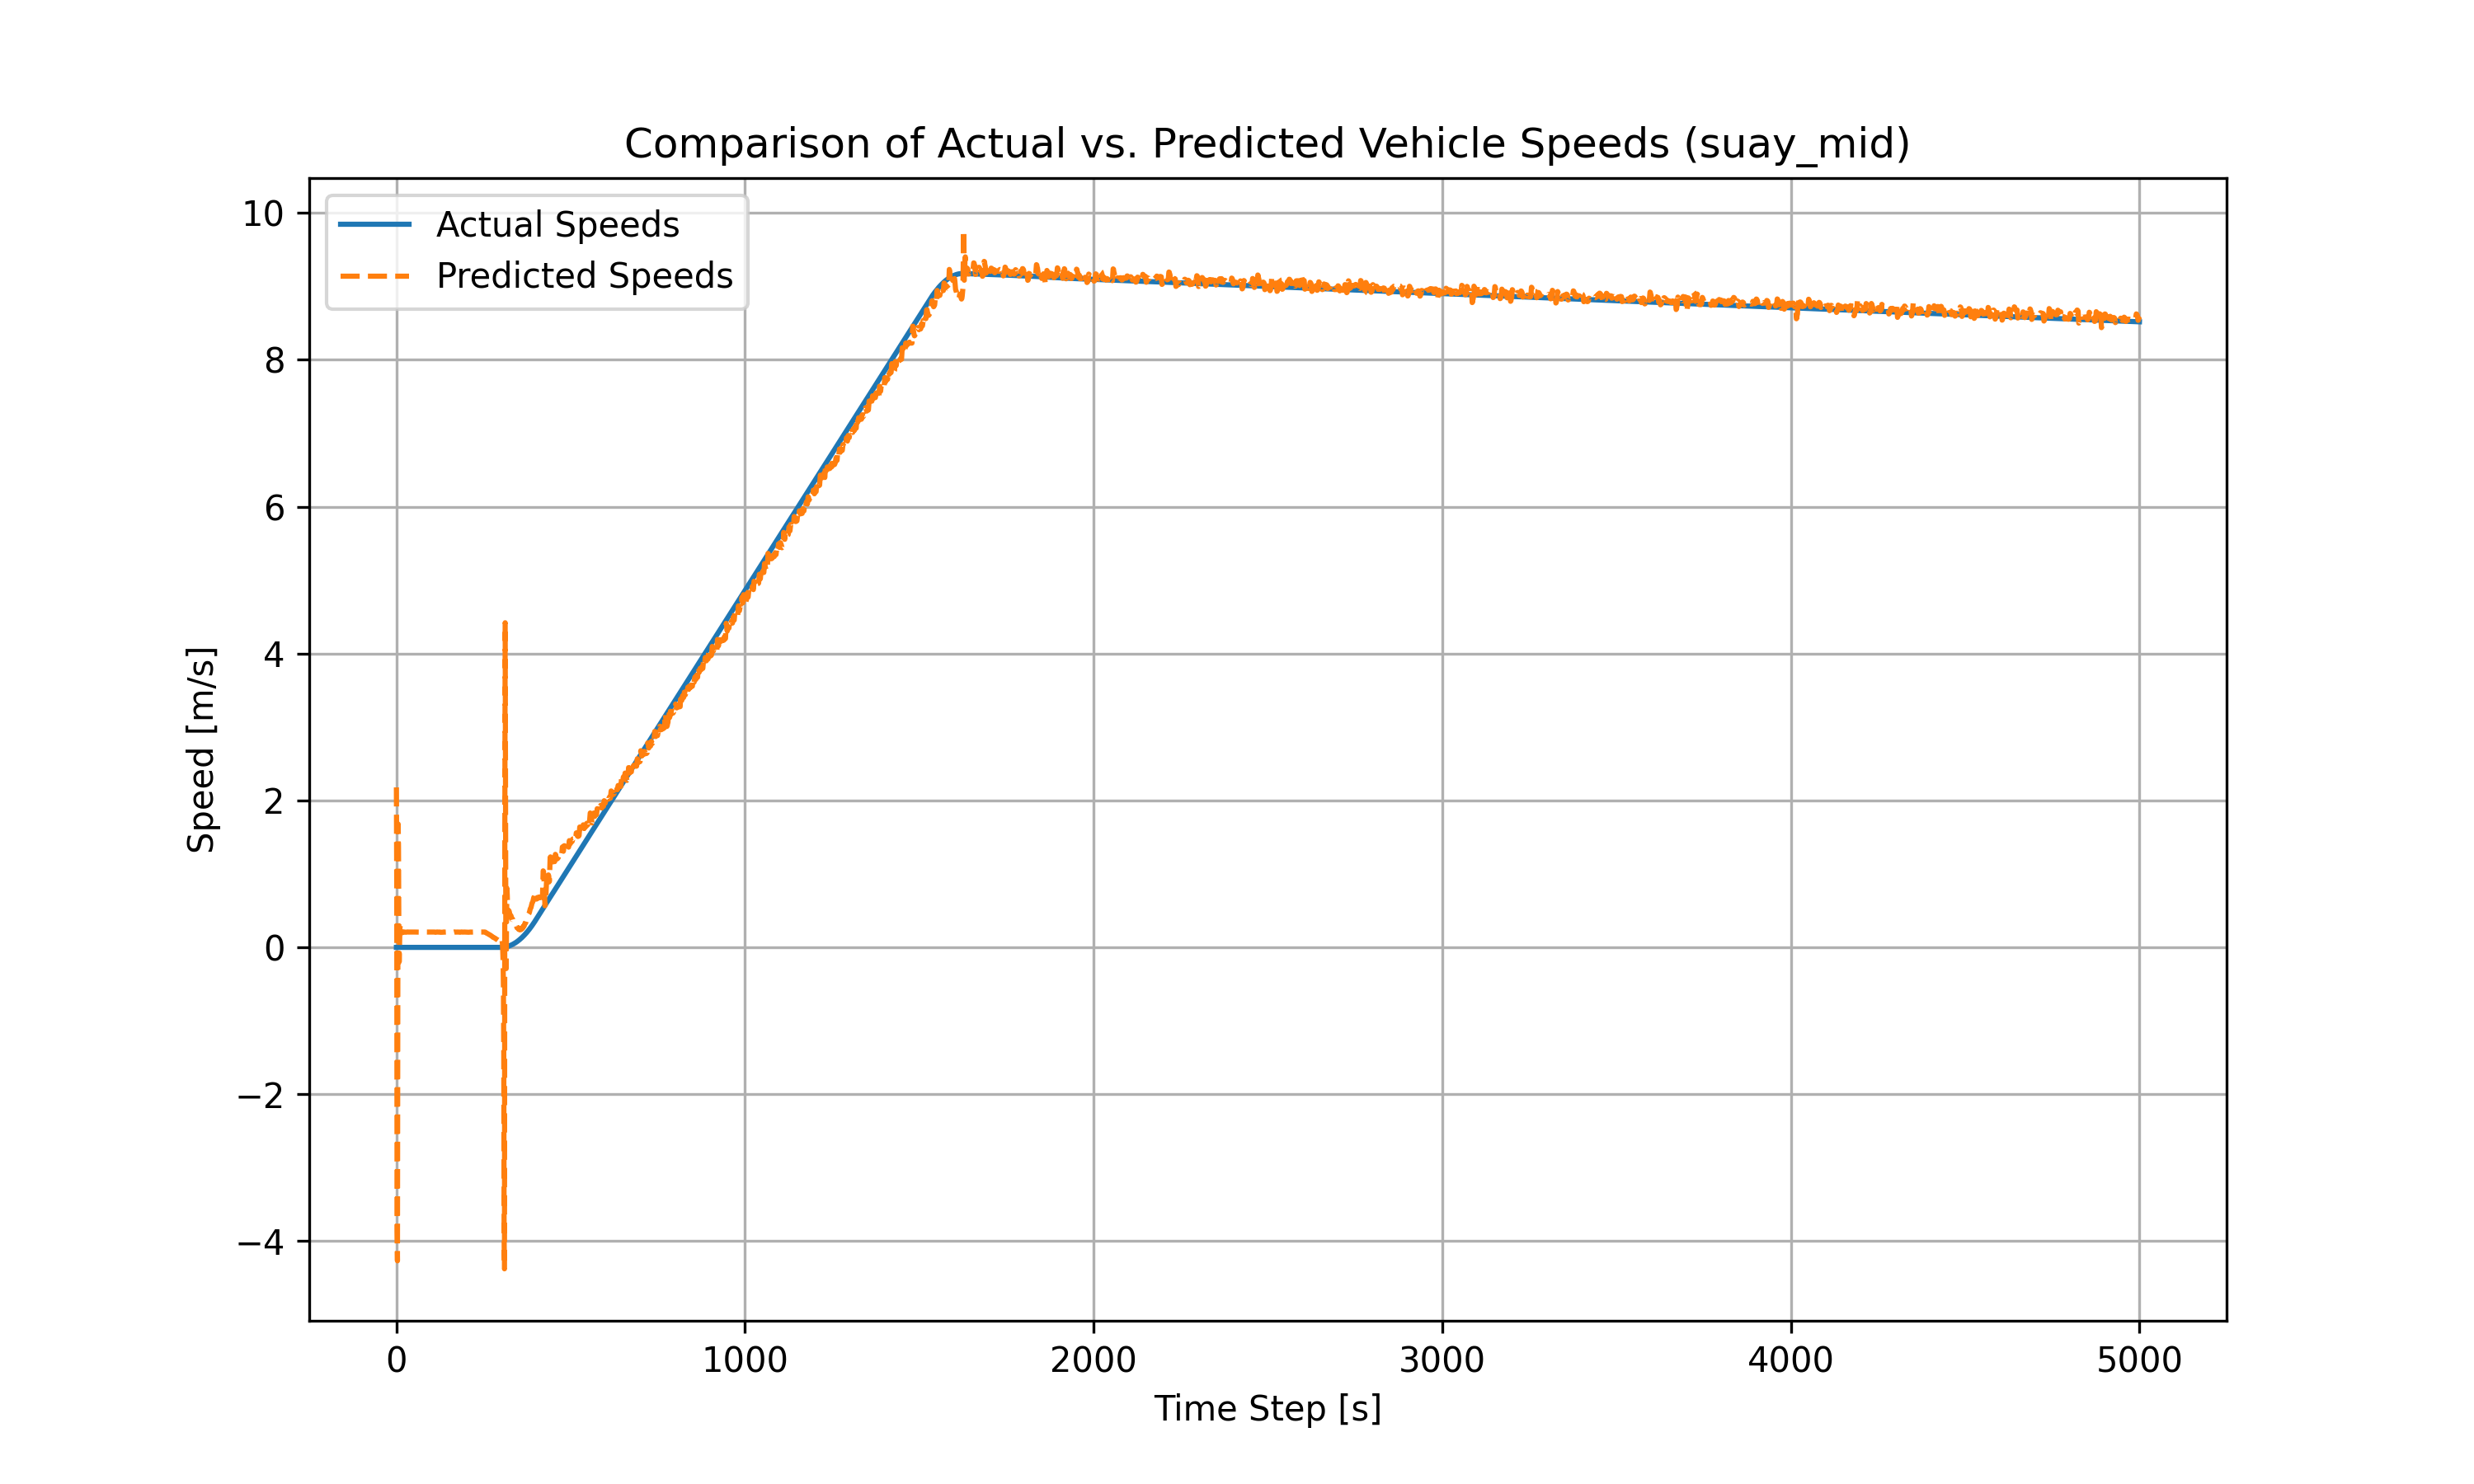 Comparison of Actual vs. Predicted Vehicle Speeds (suay_mid)
Actual Speeds
Predicted Speeds
Speed [m/s]
10
8
6
4
2
0
−2
−4
0 1000 2000 3000 4000 5000
Time Step [s]